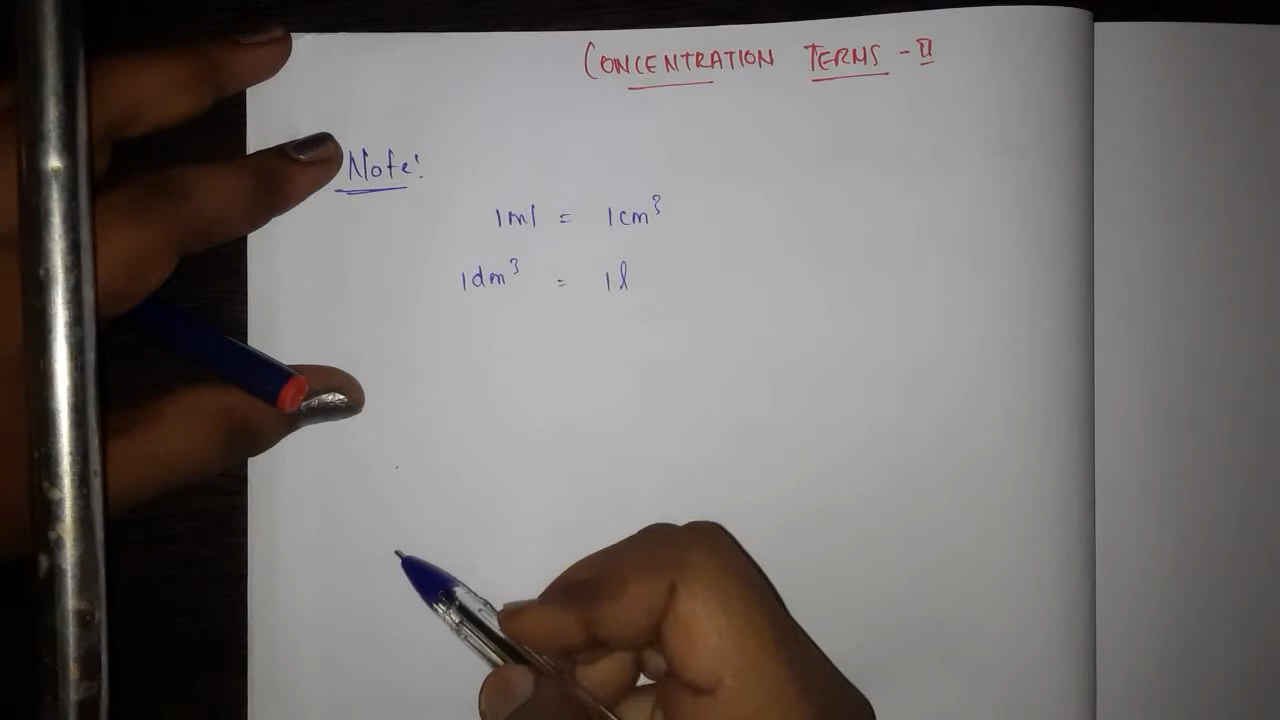 CONCENTRATION TERMS - II
Note:
1ml = 1cm³
1dm³ = 1l